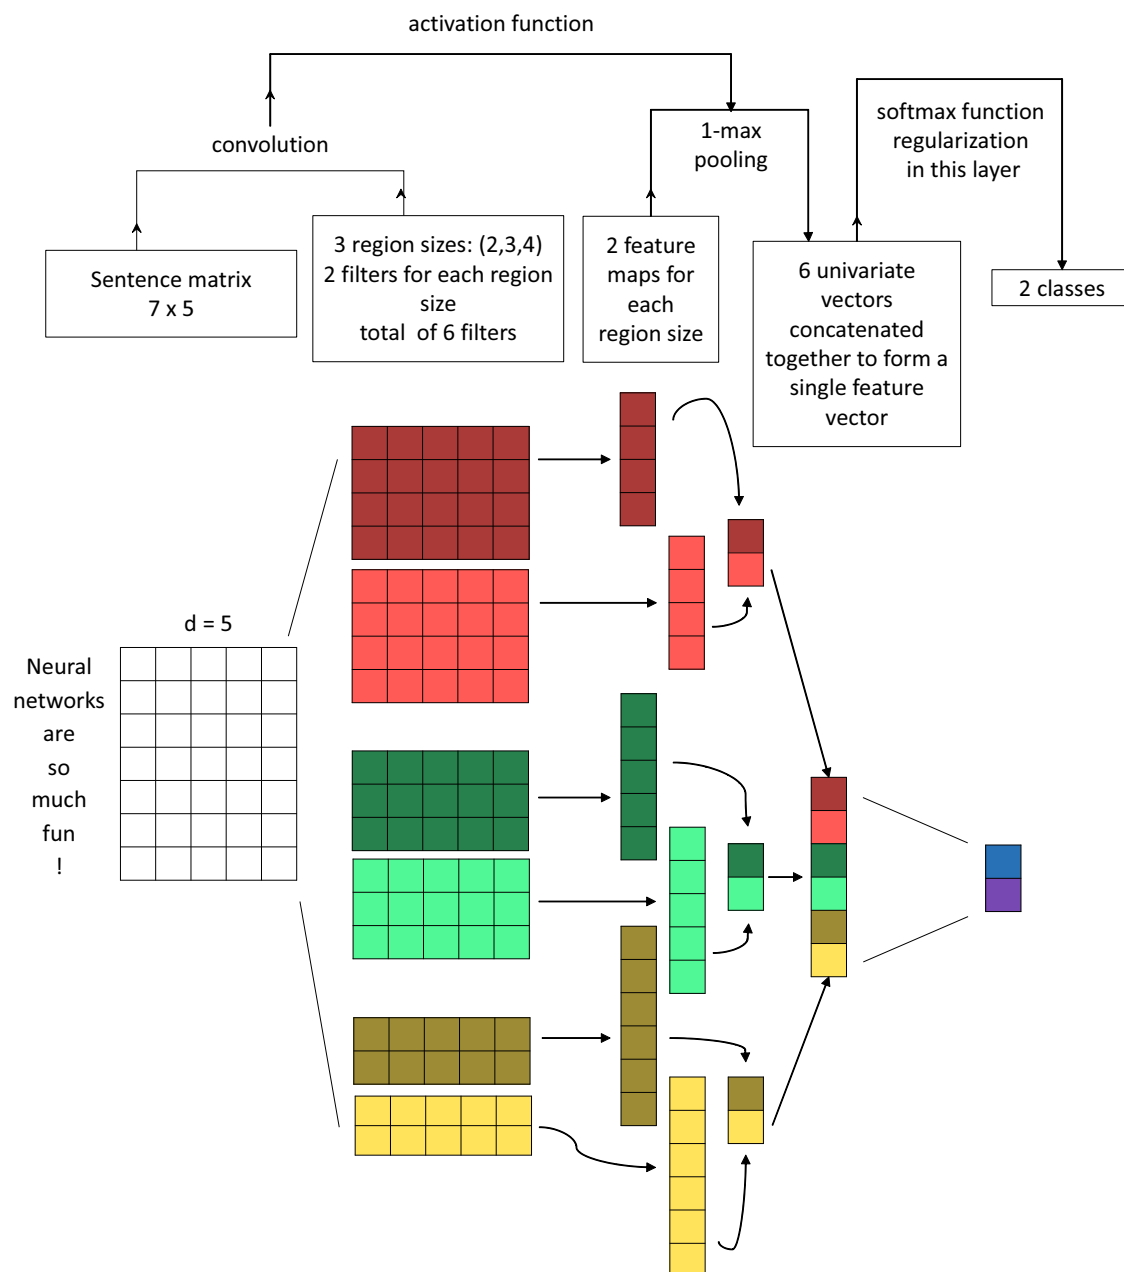 activation function
convolution
1-max
pooling
softmax function
regularization
in this layer
Sentence matrix
7 x 5
3 region sizes: (2,3,4)
2 filters for each region
size
total of 6 filters
2 feature
maps for
each
region size
6 univariate
vectors
concatenated
together to form a
single feature
vector
2 classes
d = 5
Neural
networks
are
so
much
fun
!